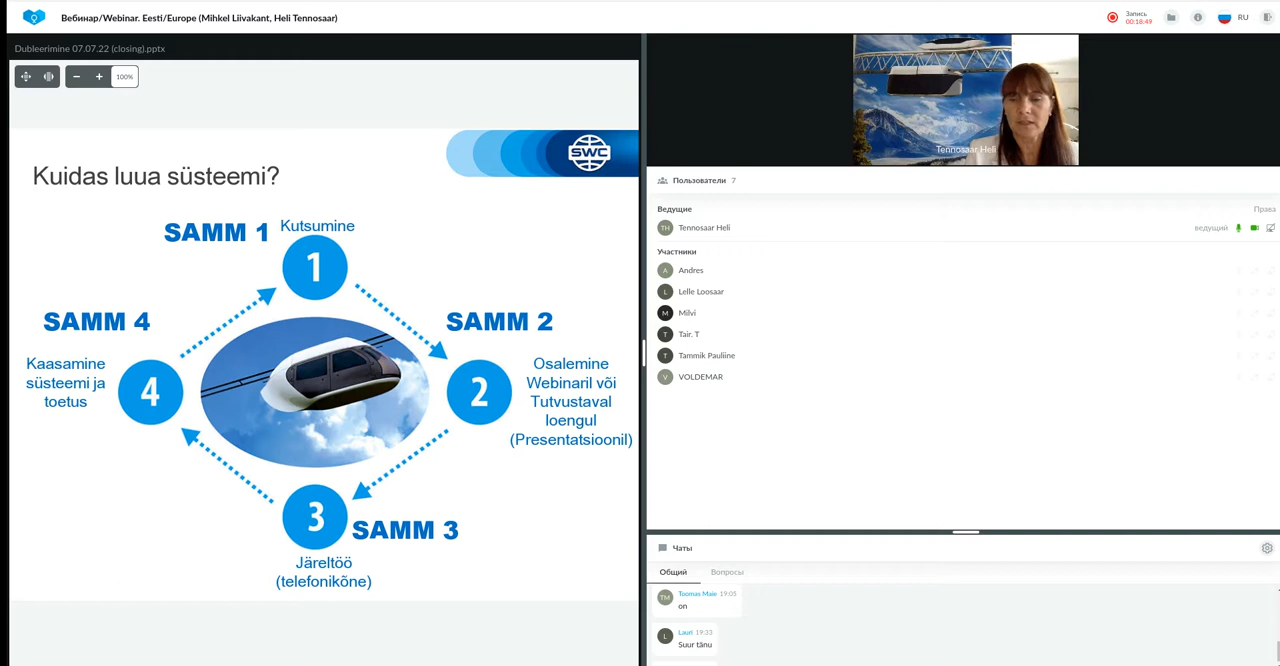 Вебинар/Webinar. Eesti/Europe (Mihkel Liivakant, Heli Tennosaar)
Запись
00:18:49
RU
Dubleerimine 07.07.22 (closing).pptx
100%
SWC
Kuidas luua süsteemi?
SAMM 1
Kutsumine
1
SAMM 4
SAMM 2
Kaasamine
süsteemi ja
toetus
4
2
Osalemine
Webinaril või
Tutvustaval
loengul
(Presentatsioonil)
3
SAMM 3
Järeltöö
(telefonikõne)
Tennosaar Heli
Пользователи 7
Ведущие
Права
TH
Tennosaar Heli
ведущий
Участники
A
Andres
L
Lelle Loosaar
M
Milvi
T
Tair. T
T
Tammik Pauliine
V
VOLDEMAR
Чаты
Общий
Вопросы
TM
Toomas Maie 19:05
on
L
Lauri 19:33
Suur tänu